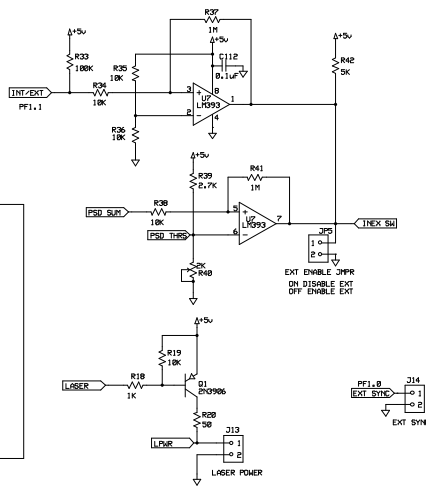 R37
1M
+5v
+5v
+5v
R33
100K
R35
10K
C112
0.1uF
R42
5K
INT/EXT
PF1.1
R34
10K
3
+
8
U7
LM393
1
2
-
4
R36
10K
+5v
R39
2.7K
R41
1M
PSD SUM
R38
10K
5
+
U7
LM393
7
INEX SW
PSD THRS
6
-
JP5
1
2
2K
R40
EXT ENABLE JMPR
ON DISABLE EXT
OFF ENABLE EXT
+5v
R19
10K
LASER
R18
1K
Q1
2N3906
R20
50
PF1.0
EXT SYNC
J14
1
2
EXT SYN
J13
LPWR
1
2
LASER POWER